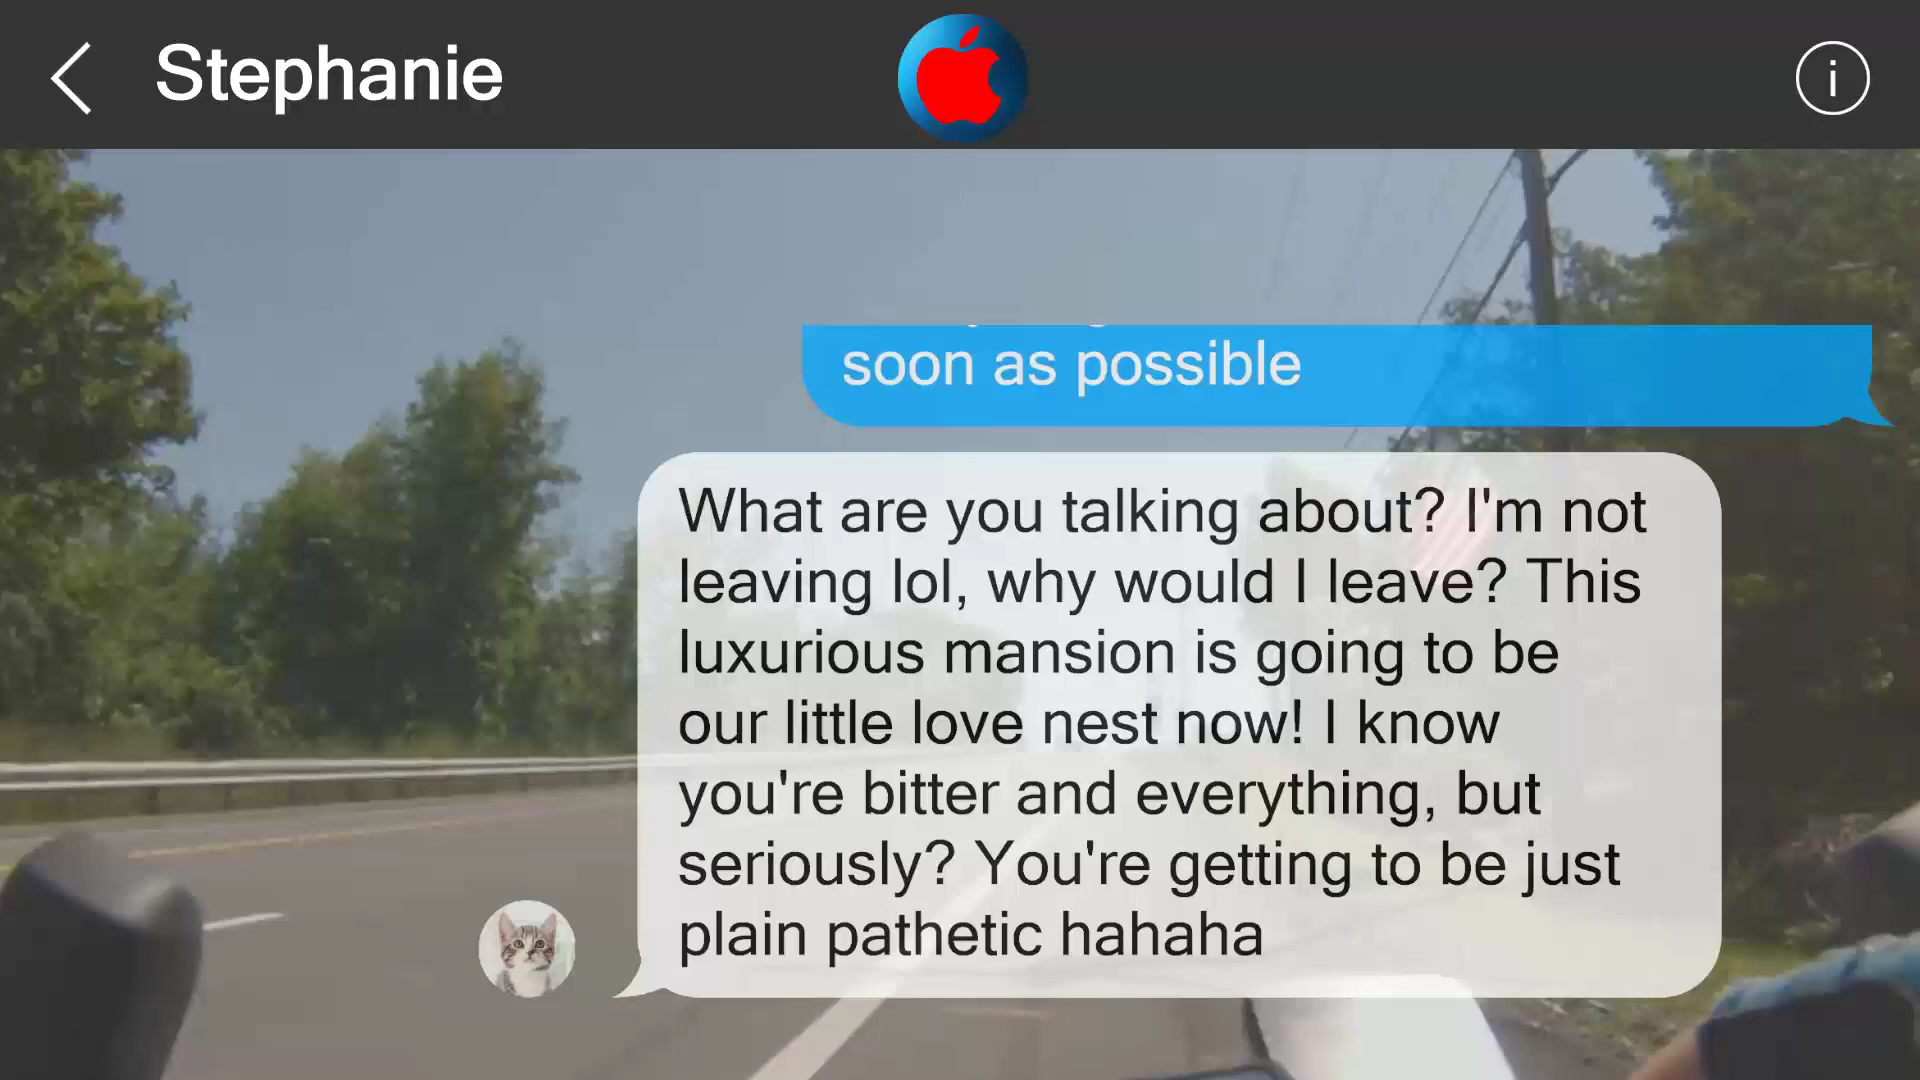 Stephanie
i
soon as possible
What are you talking about? I'm not
leaving lol, why would I leave? This
luxurious mansion is going to be
our little love nest now! I know
you're bitter and everything, but
seriously? You're getting to be just
plain pathetic hahaha